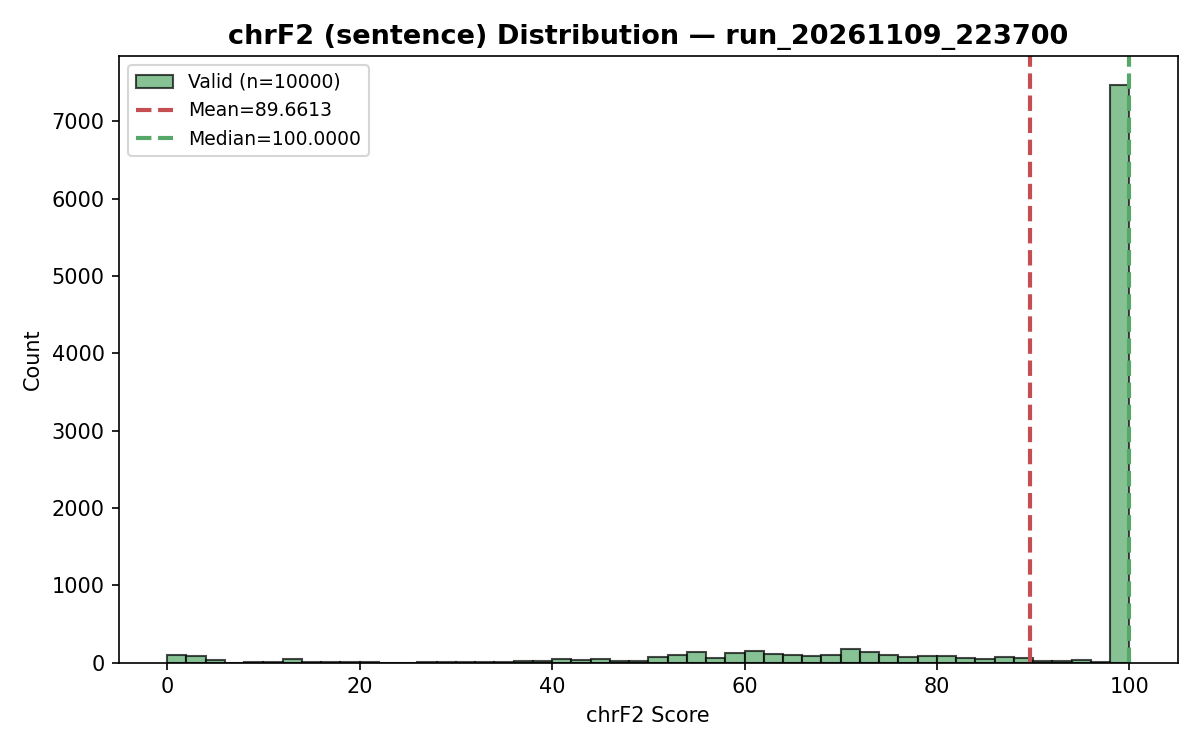 chrF2 (sentence) Distribution — run_20261109_223700
Valid (n=10000)
Mean=89.6613
Median=100.0000
Count
7000
6000
5000
4000
3000
2000
1000
0
0 20 40 60 80 100
chrF2 Score